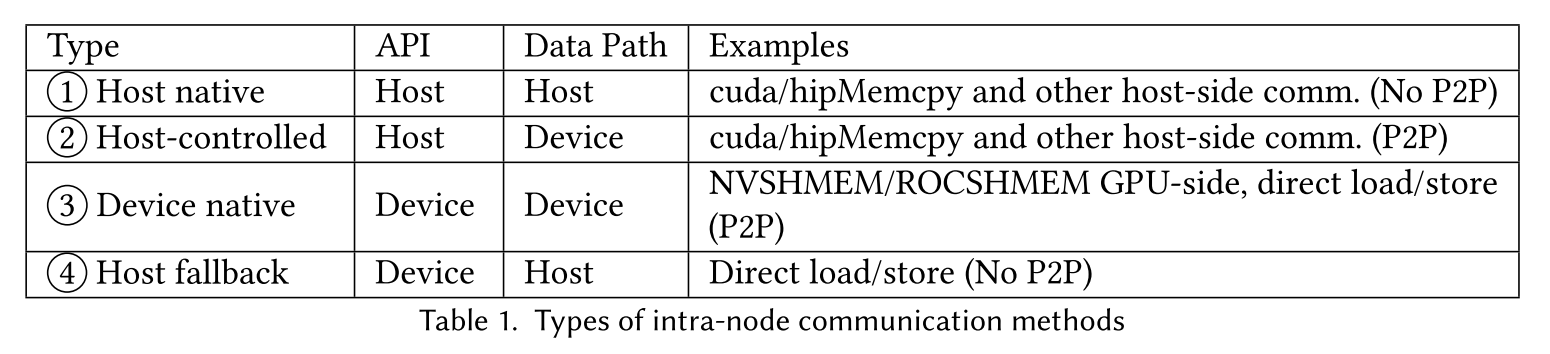 Type API Data Path Examples
① Host native Host Host cuda/hipMemcpy and other host-side comm. (No P2P)
② Host-controlled Host Device cuda/hipMemcpy and other host-side comm. (P2P)
③ Device native Device Device NVSHMEM/ROCSHMEM GPU-side, direct load/store
(P2P)
④ Host fallback Device Host Direct load/store (No P2P)
Table 1. Types of intra-node communication methods